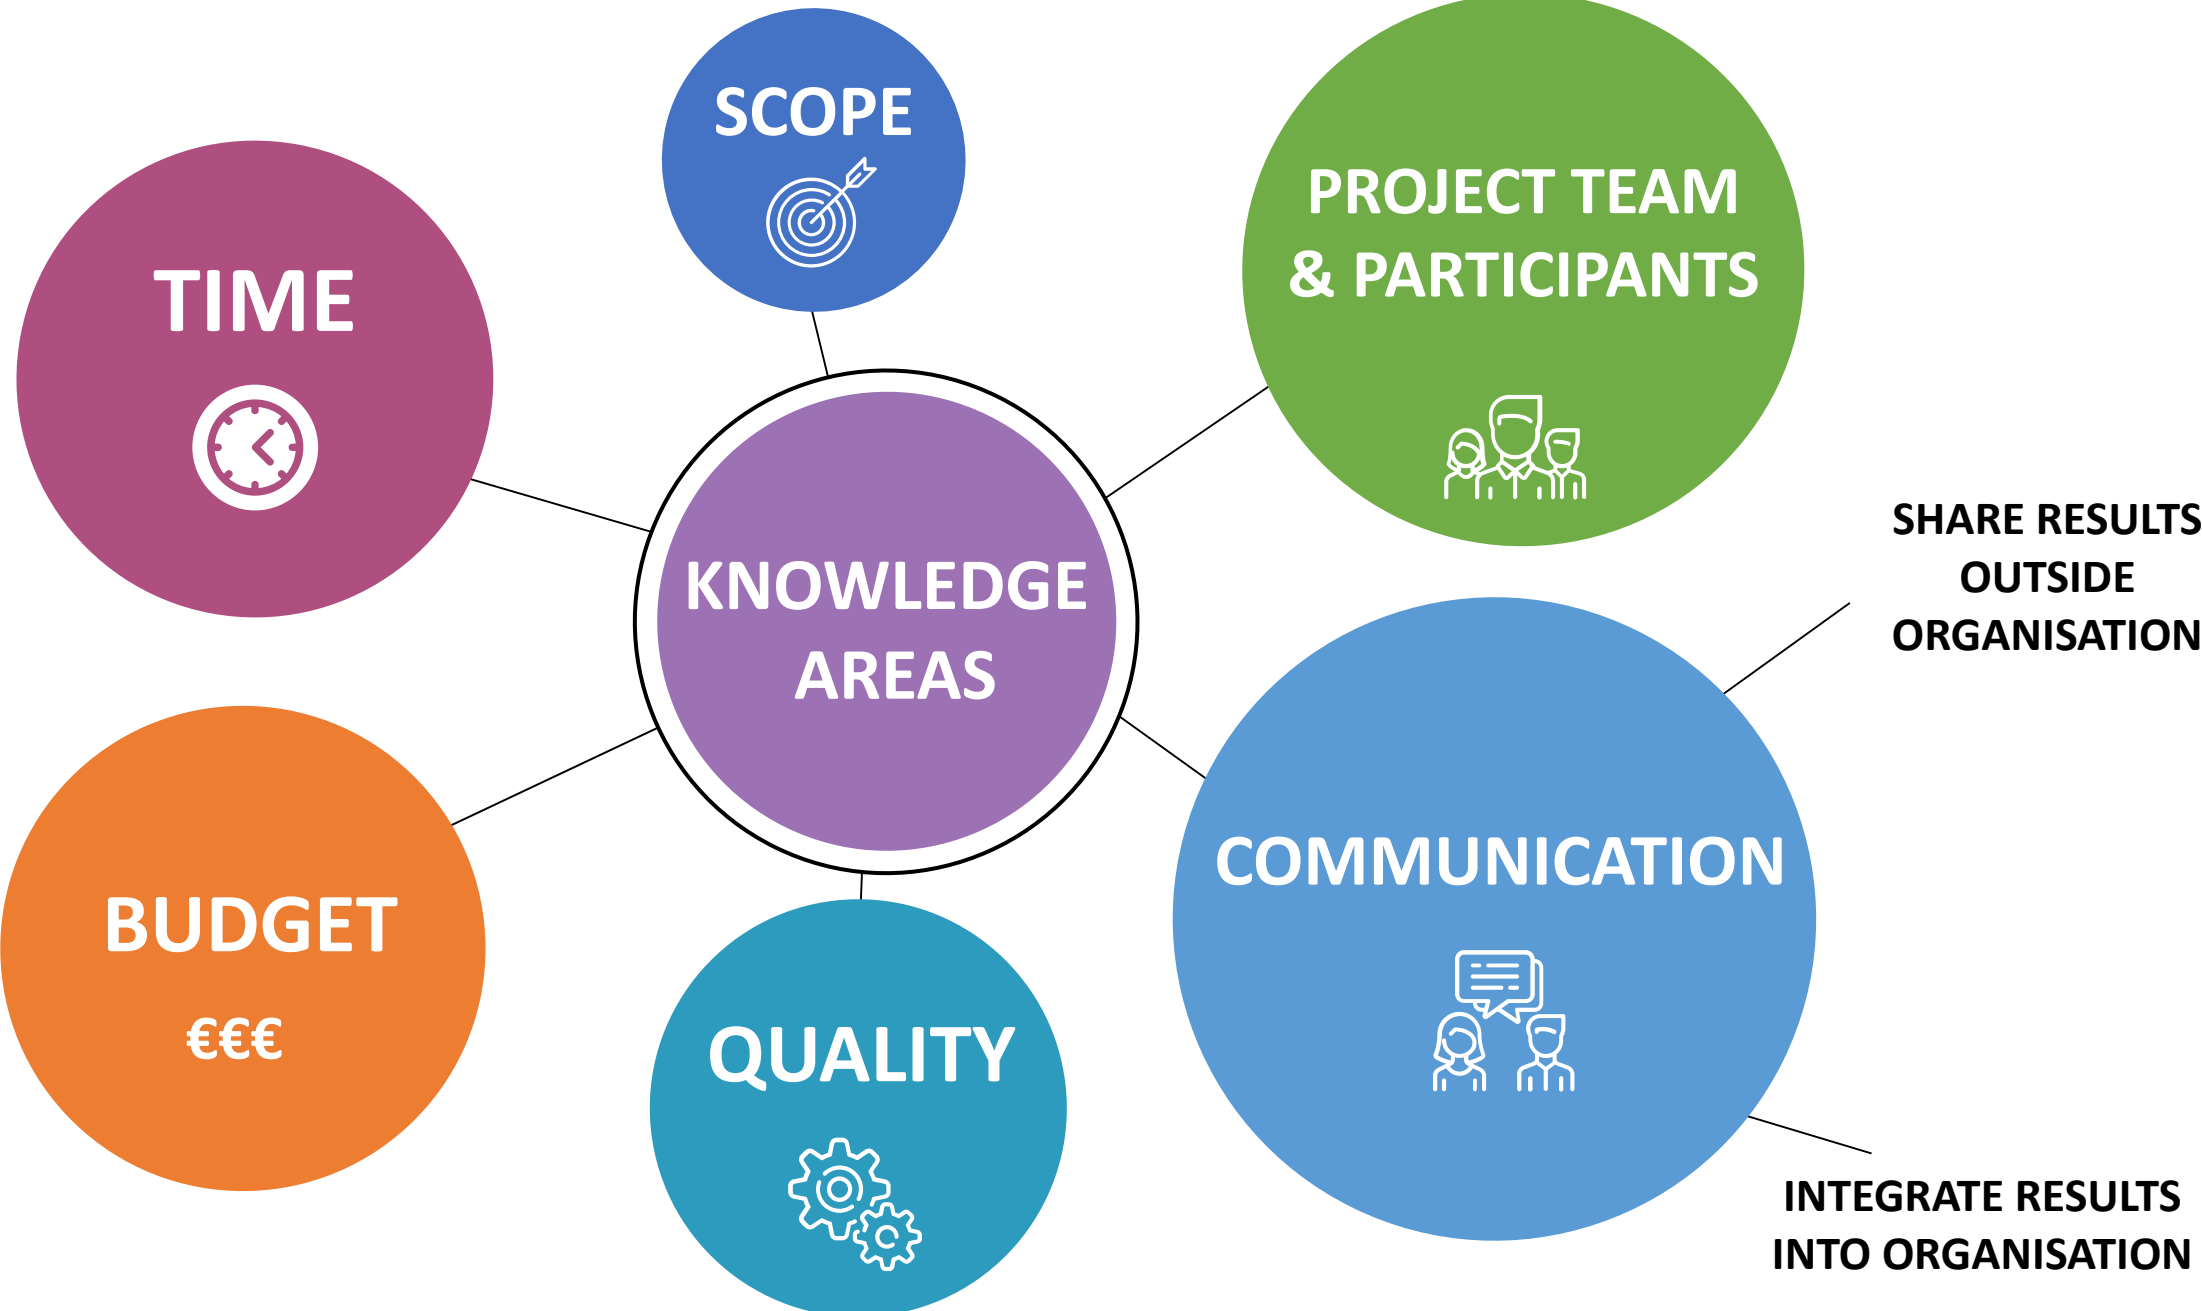 SCOPE
PROJECT TEAM
& PARTICIPANTS
TIME
KNOWLEDGE
AREAS
SHARE RESULTS
OUTSIDE
ORGANISATION
COMMUNICATION
BUDGET
€€€
QUALITY
INTEGRATE RESULTS
INTO ORGANISATION